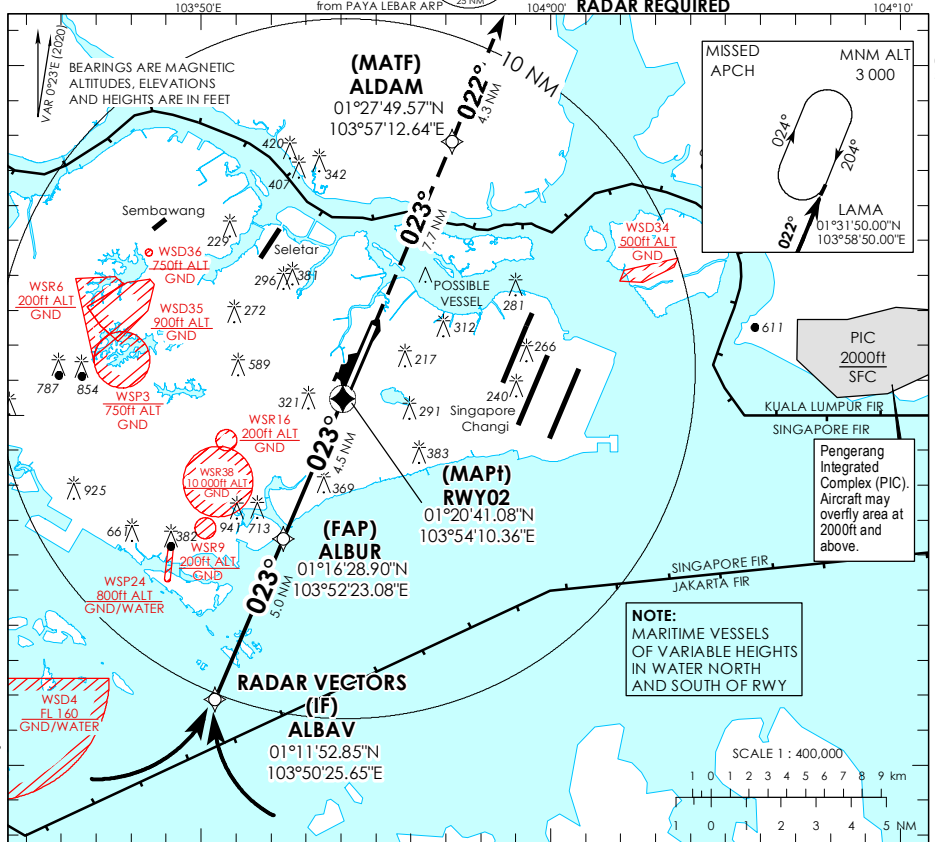 103°50'E
from PAYA LEBAR ARP
25 NM
104°00'
RADAR REQUIRED
104°10'
VAR 0°23'E (2020)
BEARINGS ARE MAGNETIC
ALTITUDES, ELEVATIONS
AND HEIGHTS ARE IN FEET
(MATF)
ALDAM
01°27'49.57"N
103°57'12.64"E
022°
4.3 NM
10 NM
MISSED
APCH
MNM ALT
3 000
024°
204°
022°
LAMA
01°31'50.00"N
103°58'50.00"E
420
407
342
Sembawang
229
Seletar
023°
7.7 NM
WSD36
750ft ALT
GND
WSR6
200ft ALT
GND
WSD35
900ft ALT
GND
296
381
272
POSSIBLE
VESSEL
281
312
WSD34
500ft ALT
GND
611
PIC
2000ft
SFC
787
854
WSP3
750ft ALT
GND
589
217
266
240
321
291
Singapore
Changi
KUALA LUMPUR FIR
SINGAPORE FIR
WSR16
200ft ALT
GND
WSR38
10 000ft ALT
GND
023°
4.5 NM
383
369
(MAPt)
RWY02
01°20'41.08"N
103°54'10.36"E
Pengerang
Integrated
Complex (PIC).
Aircraft may
overfly area at
2000ft and
above.
925
66
382
941
713
WSR9
200ft ALT
GND
WSP24
800ft ALT
GND/WATER
(FAP)
ALBUR
01°16'28.90"N
103°52'23.08"E
023°
5.0 NM
SINGAPORE FIR
JAKARTA FIR
NOTE:
MARITIME VESSELS
OF VARIABLE HEIGHTS
IN WATER NORTH
AND SOUTH OF RWY
WSD4
FL 160
GND/WATER
RADAR VECTORS
(IF)
ALBAV
01°11'52.85"N
103°50'25.65"E
SCALE 1 : 400,000
1 0 1 2 3 4 5 6 7 8 9 km
1 0 1 2 3 4 5 NM